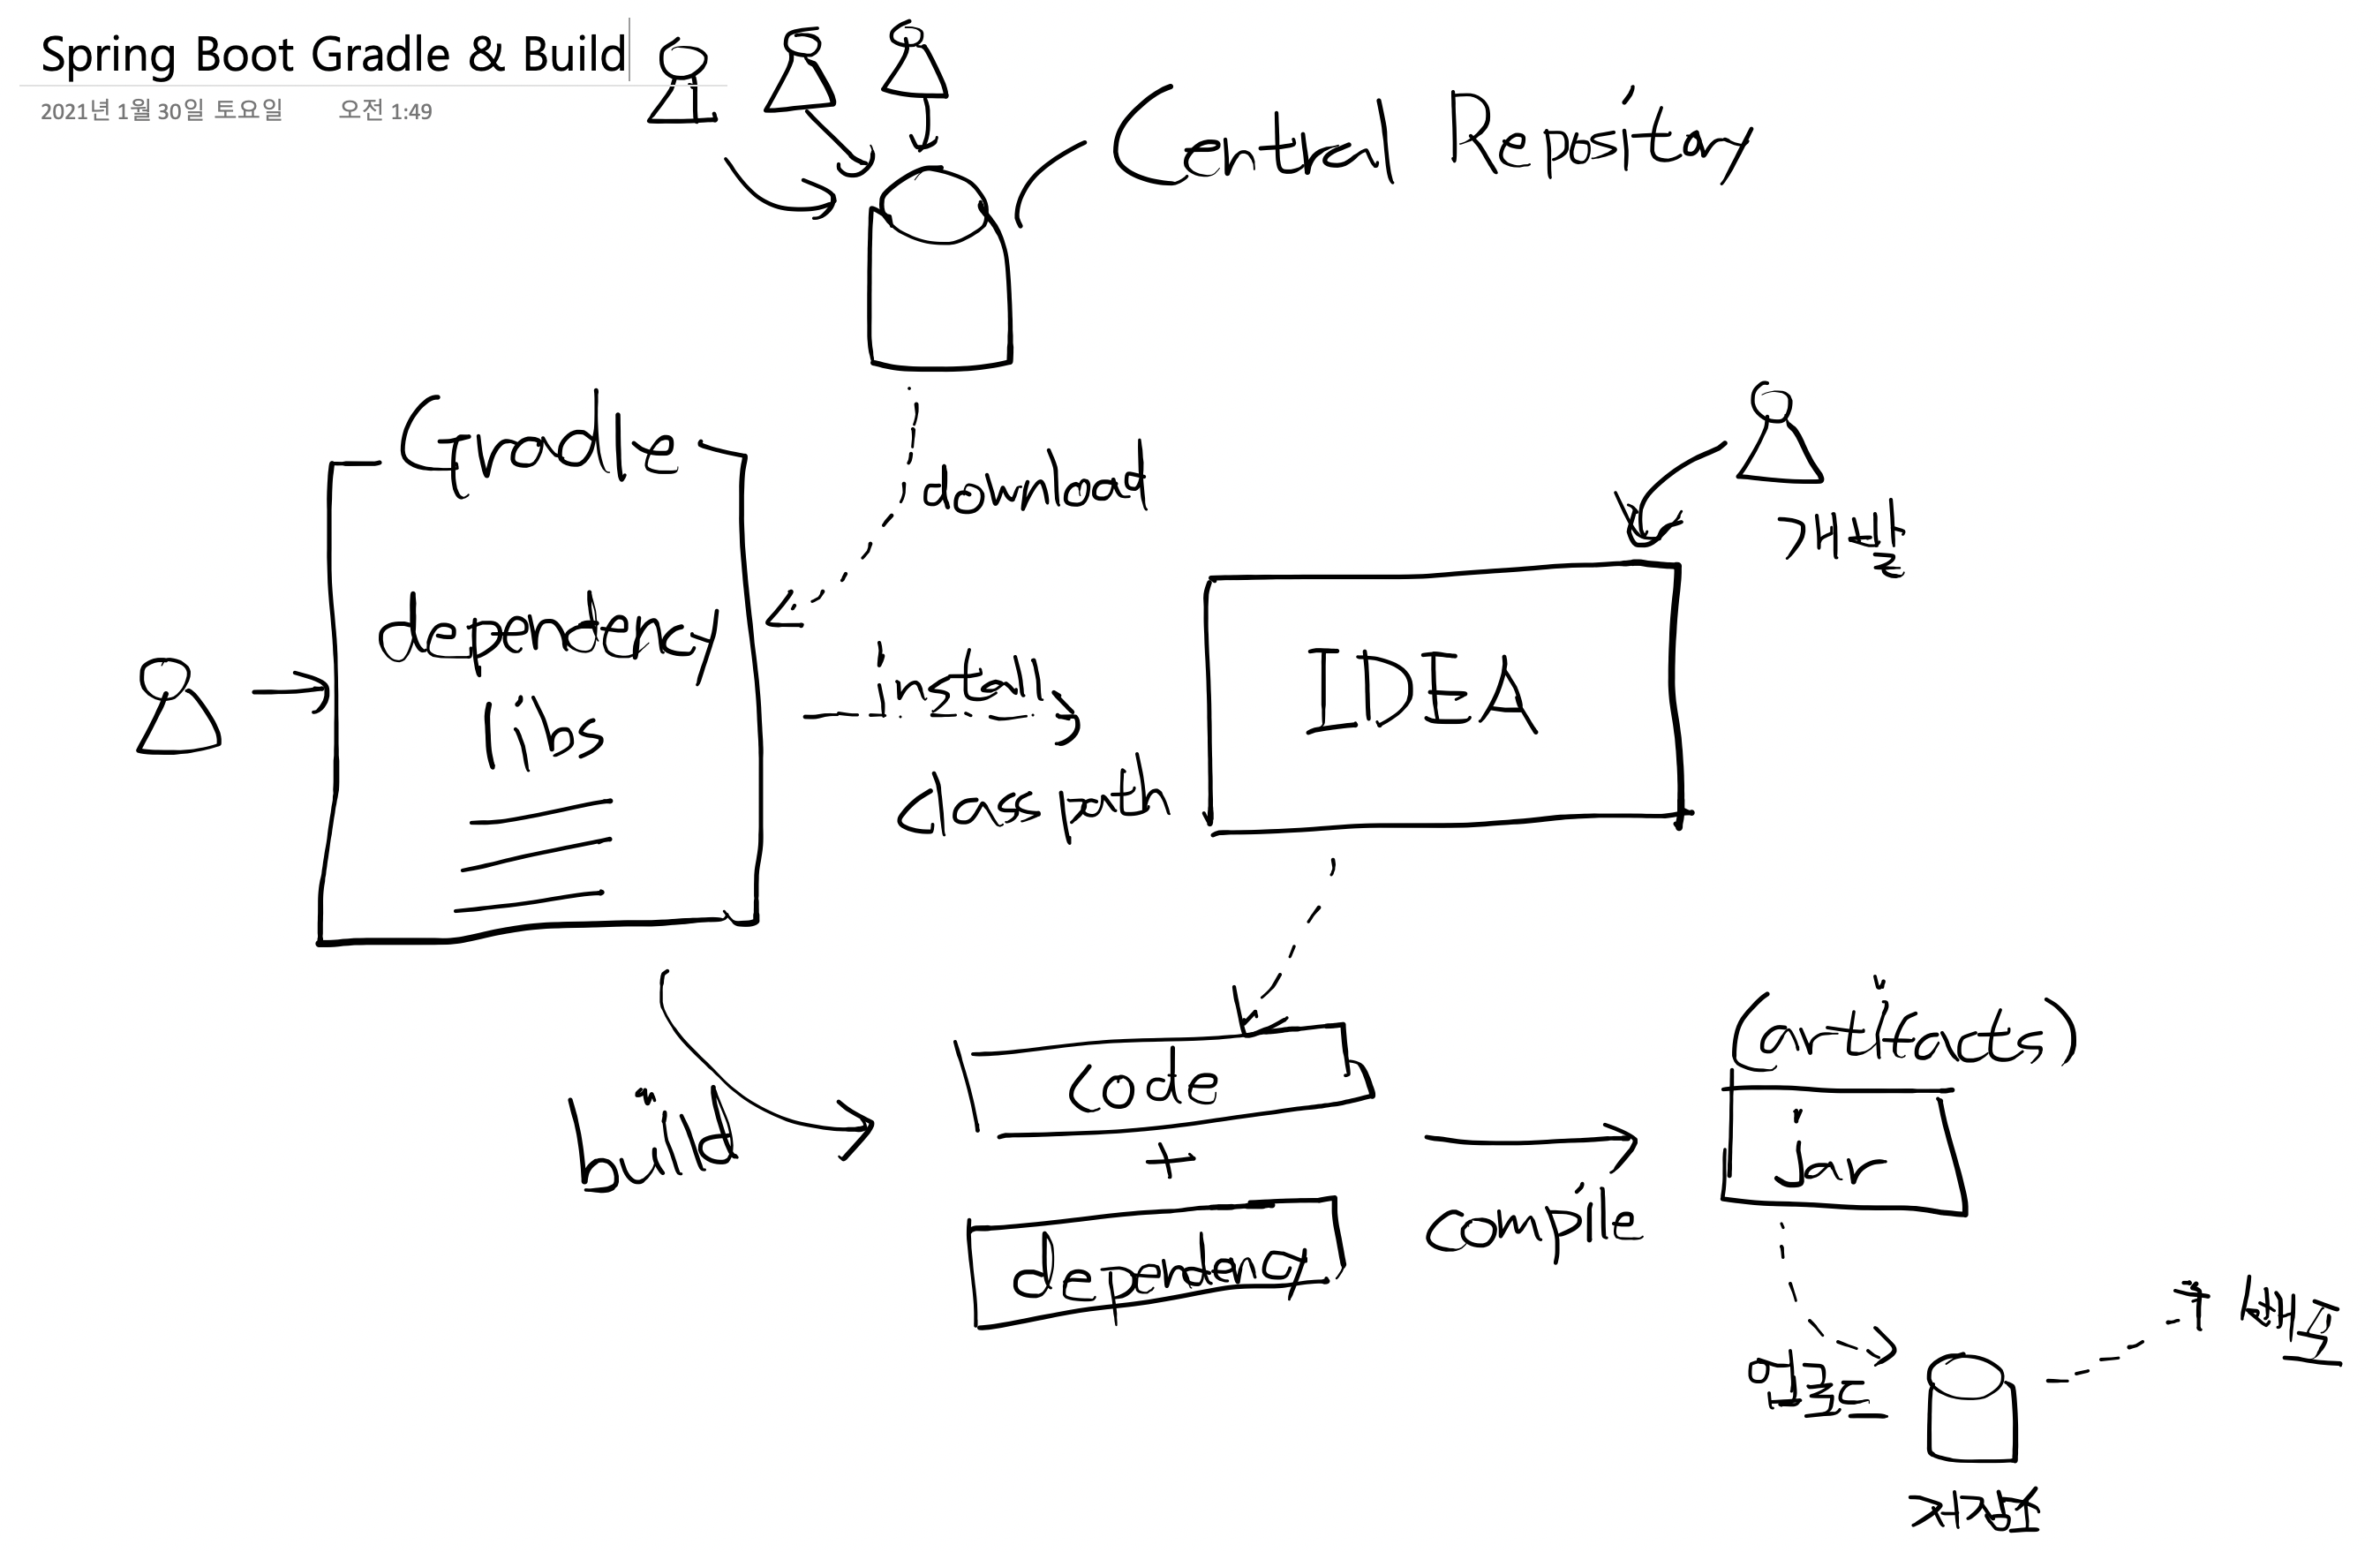 Spring Boot Gradle & Build
2021년 1월 30일 토요일 오전 1:49
Central Repository
Gradle
download
개발
dependency
libs
install
class path
IDEA
build
code
+
dependency
compile
(artifacts)
jar
업로드
배포
저장소